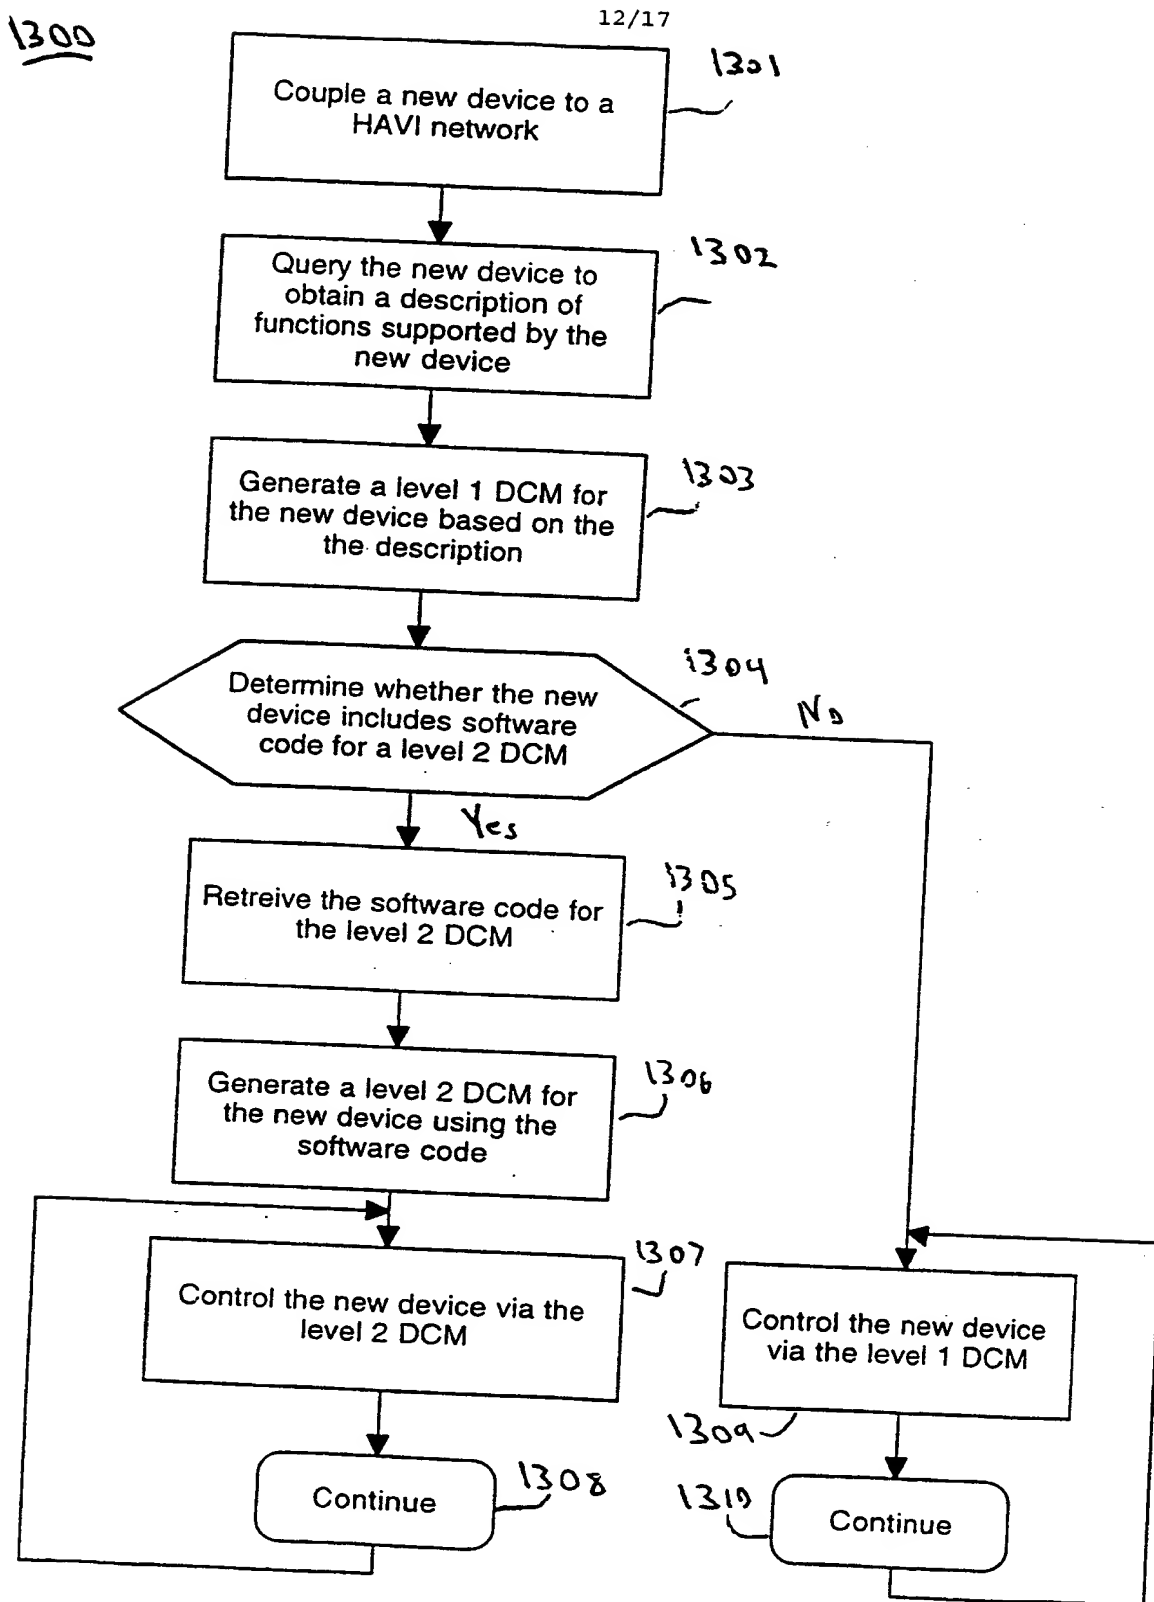 12/17
1300
1301
Couple a new device to a
HAVI network
1302
Query the new device to
obtain a description of
functions supported by the
new device
1303
Generate a level 1 DCM for
the new device based on the
the description
1304
Determine whether the new
device includes software
code for a level 2 DCM
No
Yes
1305
Retreive the software code for
the level 2 DCM
1306
Generate a level 2 DCM for
the new device using the
software code
1307
Control the new device via the
level 2 DCM
Control the new device
via the level 1 DCM
1309
1308
Continue
1310
Continue